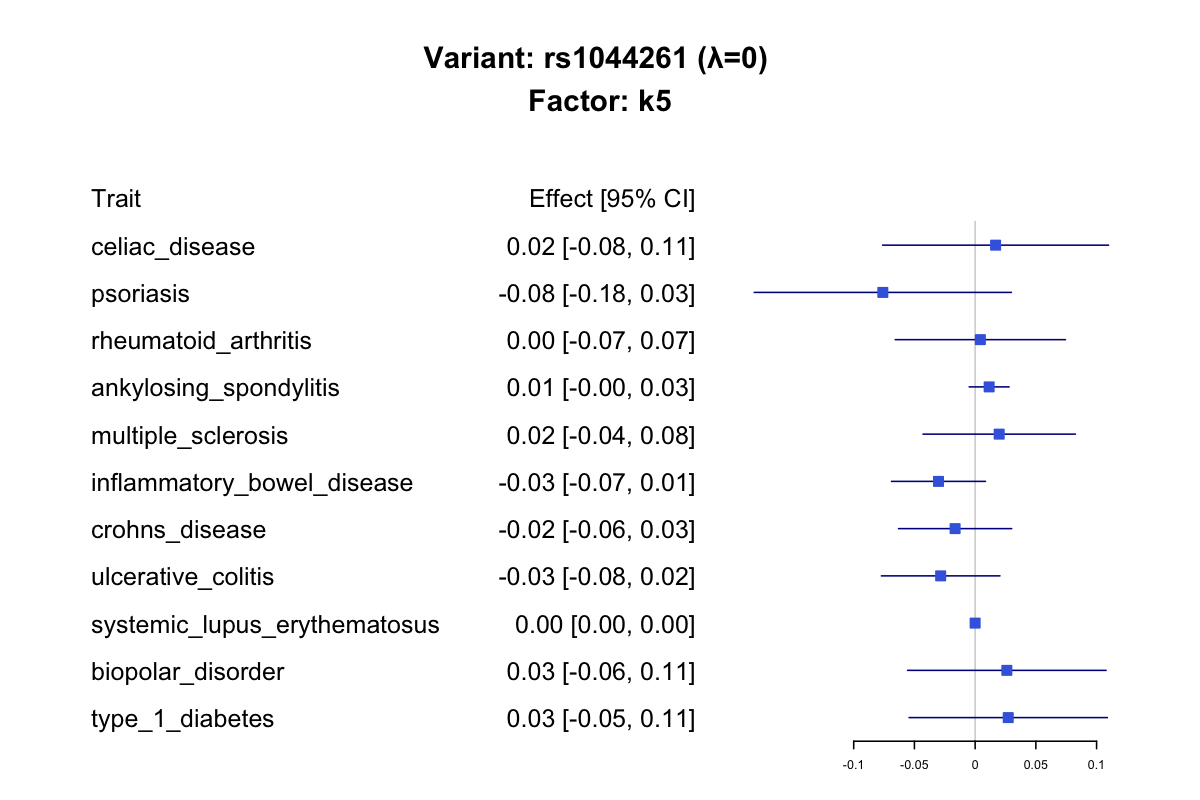 Variant: rs1044261 (λ=0)
Factor: k5
Trait Effect [95% CI]
celiac_disease 0.02 [-0.08, 0.11]
psoriasis -0.08 [-0.18, 0.03]
rheumatoid_arthritis 0.00 [-0.07, 0.07]
ankylosing_spondylitis 0.01 [-0.00, 0.03]
multiple_sclerosis 0.02 [-0.04, 0.08]
inflammatory_bowel_disease -0.03 [-0.07, 0.01]
crohns_disease -0.02 [-0.06, 0.03]
ulcerative_colitis -0.03 [-0.08, 0.02]
systemic_lupus_erythematosus 0.00 [0.00, 0.00]
biopolar_disorder 0.03 [-0.06, 0.11]
type_1_diabetes 0.03 [-0.05, 0.11]
-0.1 -0.05 0 0.05 0.1